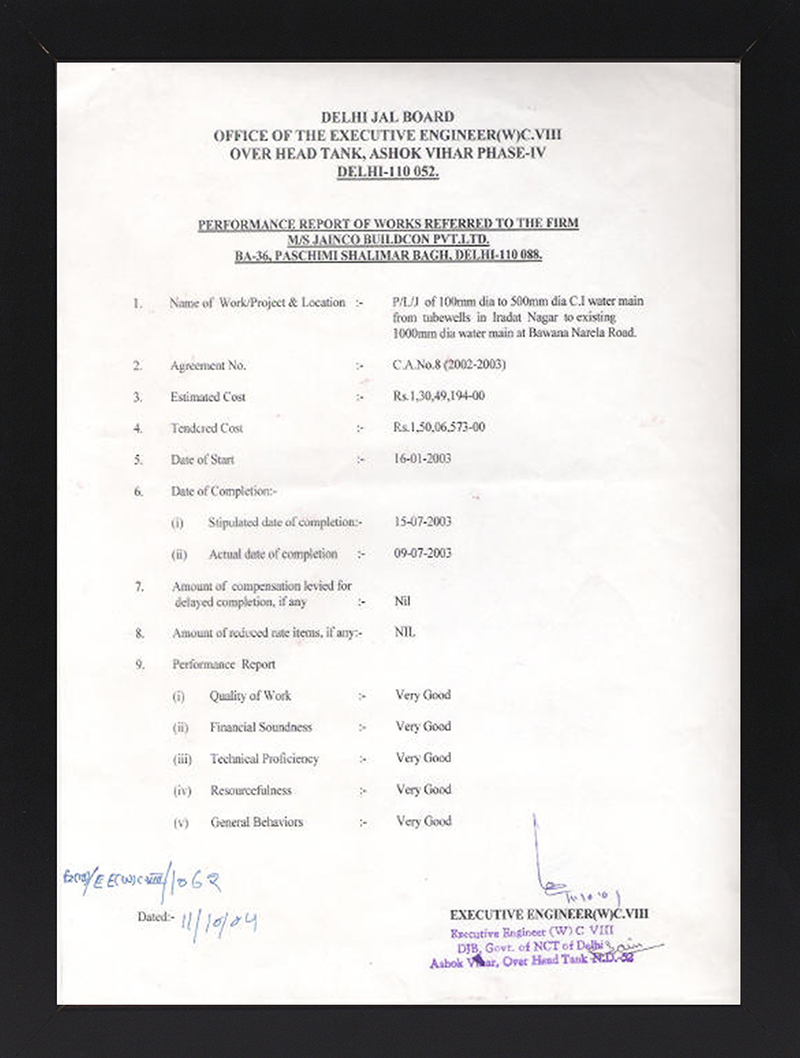 DELHI JAL BOARD
OFFICE OF THE EXECUTIVE ENGINEER(W)C.VIII
OVER HEAD TANK, ASHOK VIHAR PHASE-IV
DELHI-110 052.
PERFORMANCE REPORT OF WORKS REFERRED TO THE FIRM
M/S JAINCO BUILDCON PVT.LTD.
BA-36, PASCHIMI SHALIMAR BAGH, DELHI-110 088.
1. Name of Work/Project & Location :- P/L/J of 100mm dia to 500mm dia C.I water main
from tubewells in Iradat Nagar to existing
1000mm dia water main at Bawana Narela Road.
2. Agreement No. :- C.A.No.8 (2002-2003)
3. Estimated Cost :- Rs.1,30,49,194-00
4. Tendered Cost :- Rs.1,50,06,573-00
5. Date of Start :- 16-01-2003
6. Date of Completion:-
(i) Stipulated date of completion:- 15-07-2003
(ii) Actual date of completion :- 09-07-2003
7. Amount of compensation levied for
delayed completion, if any :- Nil
8. Amount of reduced rate items, if any:- NIL
9. Performance Report
(i) Quality of Work :- Very Good
(ii) Financial Soundness :- Very Good
(iii) Technical Proficiency :- Very Good
(iv) Resourcefulness :- Very Good
(v) General Behaviors :- Very Good
/EE(W)C-VIII/1062
Dated:- 11/10/04
EXECUTIVE ENGINEER(W)C.VIII
Executive Engineer (W) C VIII
DJB, Govt. of NCT of Delhi
Ashok Vihar, Over Head Tank N.D.-52